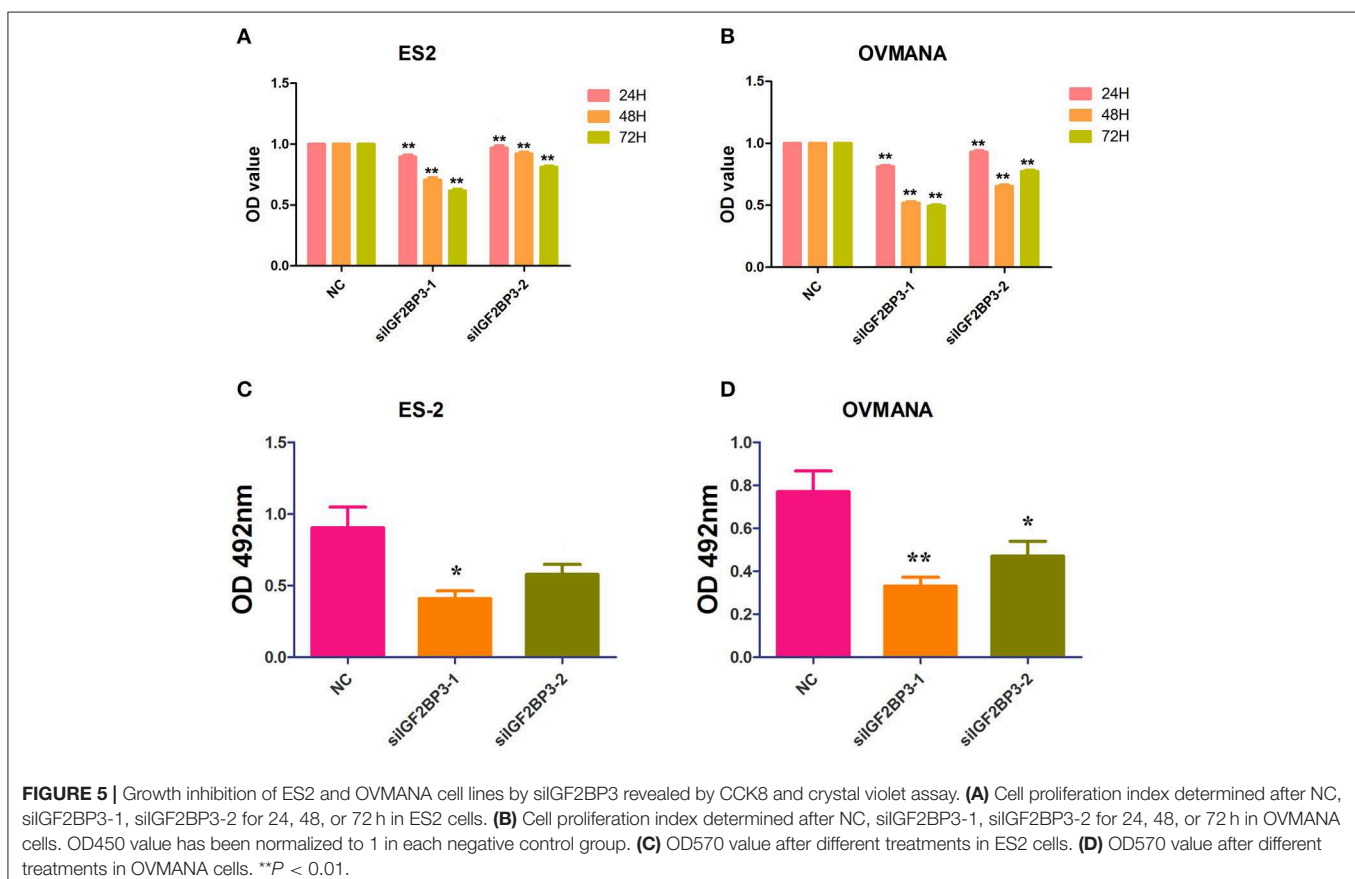 A
ES2
1.5
1.0
0.5
0.0
OD value
24H
48H
72H
** ** ** ** ** **
NC
siIGF2BP3-1
siIGF2BP3-2
B
OVMANA
1.5
1.0
0.5
0.0
OD value
24H
48H
72H
** ** ** ** ** **
NC
siIGF2BP3-1
siIGF2BP3-2
C
ES-2
1.5
1.0
0.5
0.0
OD 492nm
*
NC
siIGF2BP3-1
siIGF2BP3-2
D
OVMANA
1.0
0.8
0.6
0.4
0.2
0.0
OD 492nm
**
*
NC
siIGF2BP3-1
siIGF2BP3-2
FIGURE 5 | Growth inhibition of ES2 and OVMANA cell lines by siIGF2BP3 revealed by CCK8 and crystal violet assay. (A) Cell proliferation index determined after NC,
siIGF2BP3-1, siIGF2BP3-2 for 24, 48, or 72 h in ES2 cells. (B) Cell proliferation index determined after NC, siIGF2BP3-1, siIGF2BP3-2 for 24, 48, or 72 h in OVMANA
cells. OD450 value has been normalized to 1 in each negative control group. (C) OD570 value after different treatments in ES2 cells. (D) OD570 value after different
treatments in OVMANA cells. **P < 0.01.